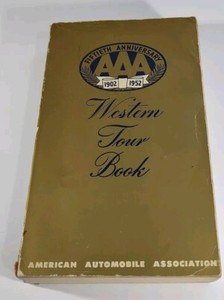 FIFTIETH ANNIVERSARY
AAA
1902 1952
Western
Tour
Book
AMERICAN AUTOMOBILE ASSOCIATION